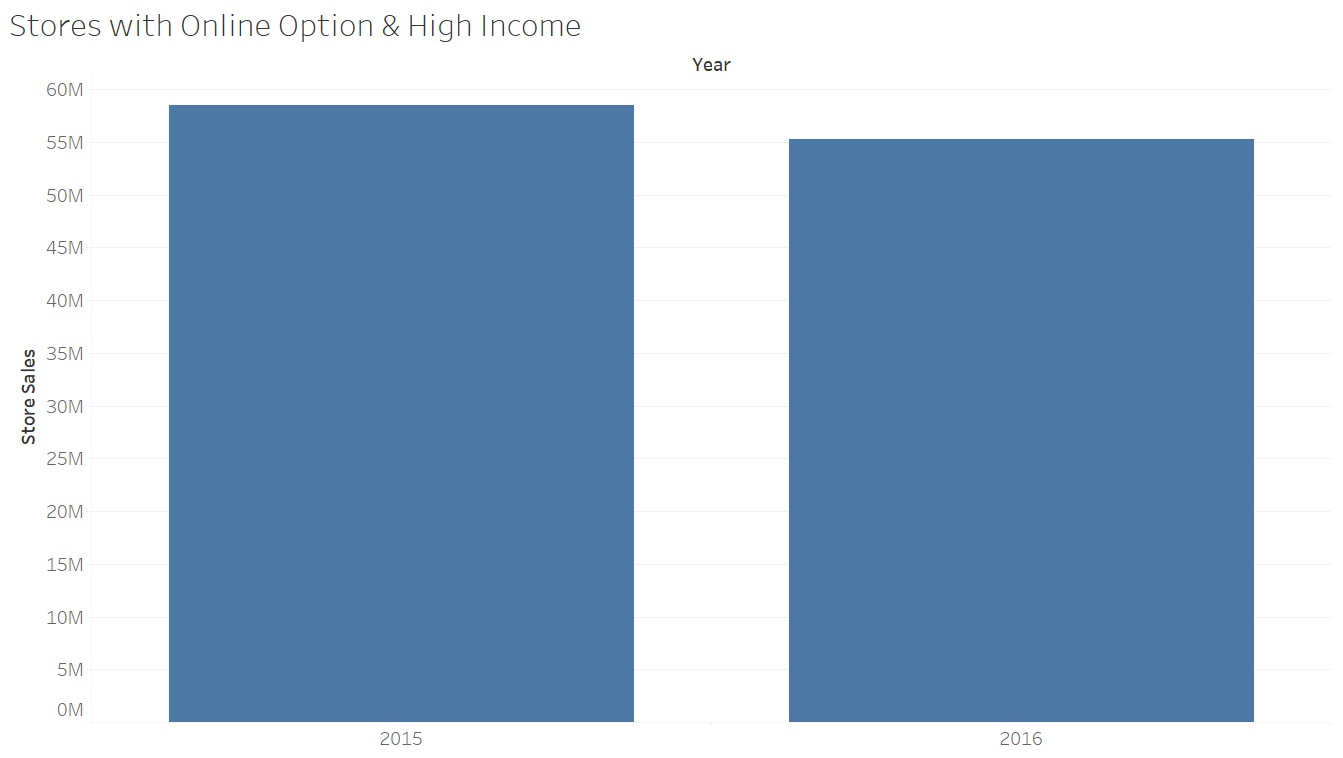 Stores with Online Option & High Income
Year
60M
55M
50M
45M
40M
35M
30M
25M
20M
15M
10M
5M
0M
Store Sales
2015
2016